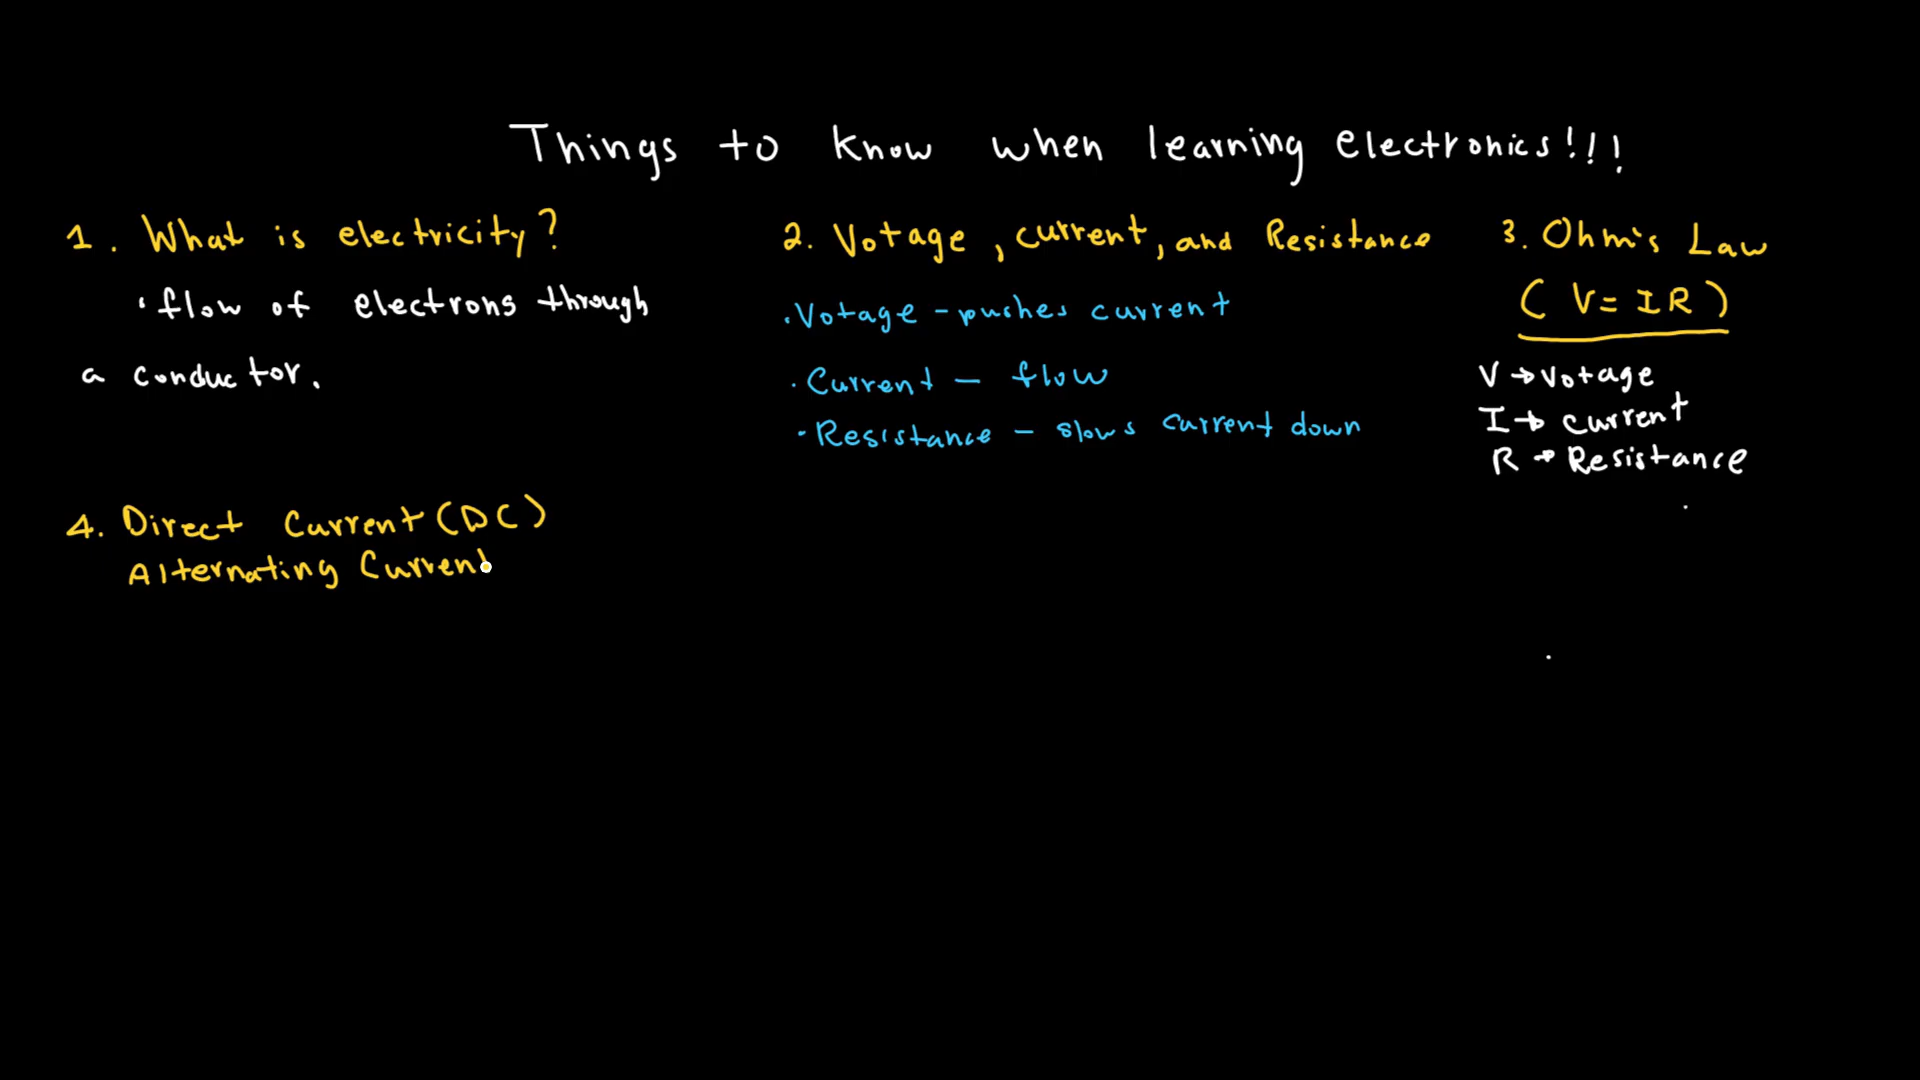 Things to know when learning electronics!!!
1. What is electricity?
• flow of electrons through
a conductor.
2. Votage, current, and Resistance
• Votage - pushes current
• Current - flow
• Resistance - slows current down
3. Ohm's Law
(V = IR)
V → Votage
I → current
R → Resistance
4. Direct Current (DC)
Alternating Current